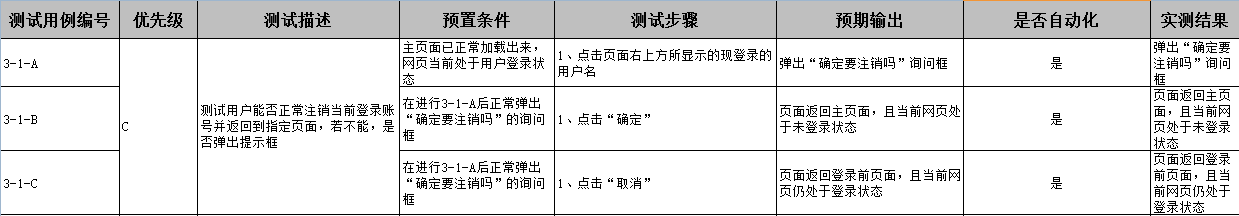 测试用例编号 优先级 测试描述 预置条件 测试步骤 预期输出 是否自动化 实测结果
3-1-A
C
测试用户能否正常注销当前登录账
号并返回到指定页面，若不能，是
否弹出提示框
主页面已正常加载出来，
网页当前处于用户登录状
态
1、点击页面右上方所显示的现登录的
用户名
弹出“确定要注销吗”询问框
是
弹出“确定要
注销吗”询问
框
3-1-B
在进行3-1-A后正常弹出
“确定要注销吗”的询问
框
1、点击“确定”
页面返回主页面，且当前网页处
于未登录状态
是
页面返回主页
面，且当前网
页处于未登录
状态
3-1-C
在进行3-1-A后正常弹出
“确定要注销吗”的询问
框
1、点击“取消”
页面返回登录前页面，且当前网
页仍处于登录状态
是
页面返回登录
前页面，且当
前网页仍处于
登录状态